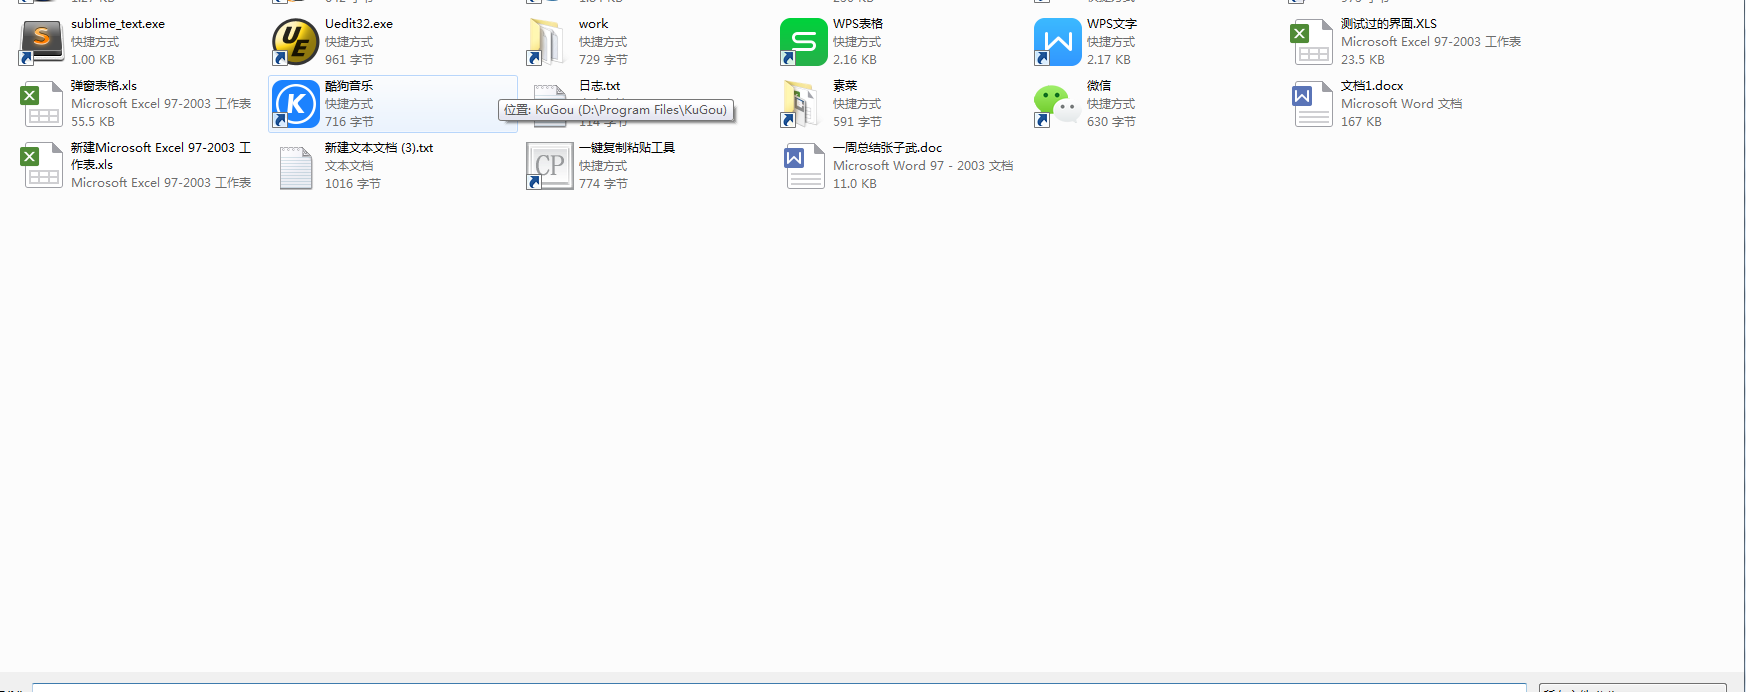 sublime_text.exe
快捷方式
1.00 KB
Uedit32.exe
快捷方式
961 字节
work
快捷方式
729 字节
WPS表格
快捷方式
2.16 KB
WPS文字
快捷方式
2.17 KB
测试过的界面.XLS
Microsoft Excel 97-2003 工作表
23.5 KB
弹窗表格.xls
Microsoft Excel 97-2003 工作表
55.5 KB
酷狗音乐
快捷方式
716 字节
日志.txt
位置: KuGou (D:\Program Files\KuGou)
114 字节
素菜
快捷方式
591 字节
微信
快捷方式
630 字节
文档1.docx
Microsoft Word 文档
167 KB
新建Microsoft Excel 97-2003 工
作表.xls
Microsoft Excel 97-2003 工作表
新建文本文档 (3).txt
文本文档
1016 字节
一键复制粘贴工具
快捷方式
774 字节
一周总结张子武.doc
Microsoft Word 97 - 2003 文档
11.0 KB